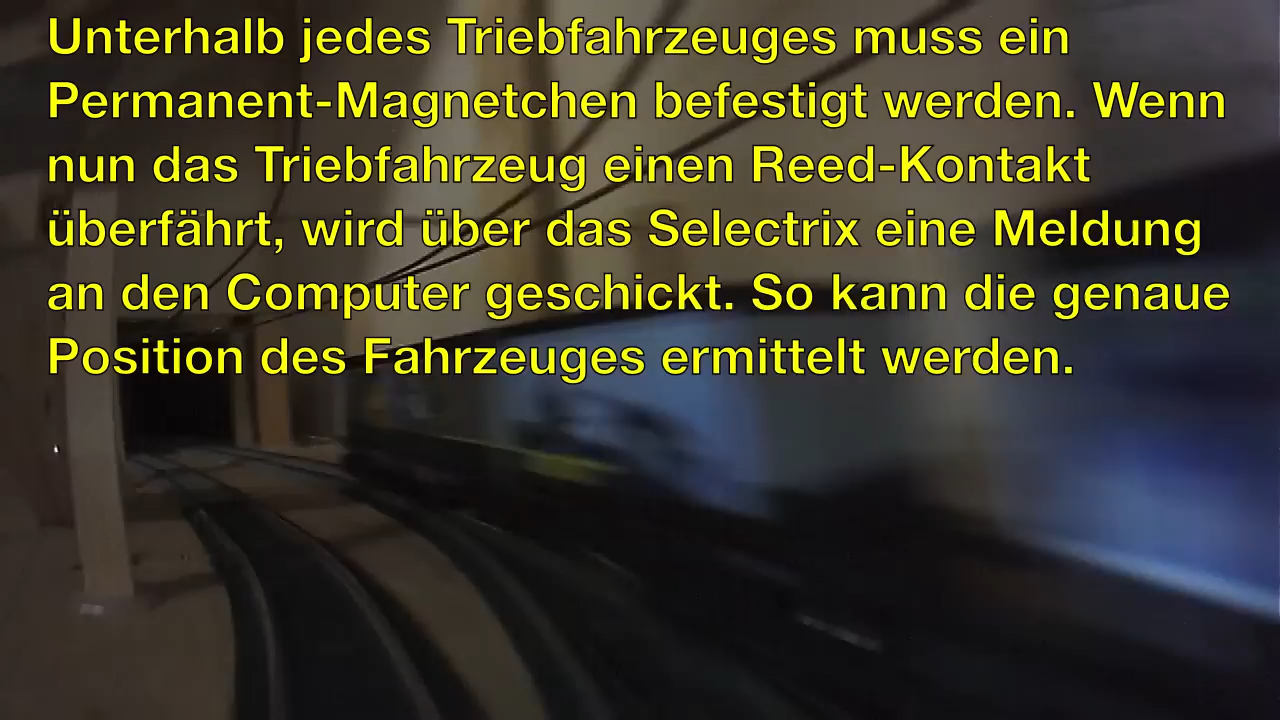 Unterhalb jedes Triebfahrzeuges muss ein
Permanent-Magnetchen befestigt werden. Wenn
nun das Triebfahrzeug einen Reed-Kontakt
überfährt, wird über das Selectrix eine Meldung
an den Computer geschickt. So kann die genaue
Position des Fahrzeuges ermittelt werden.